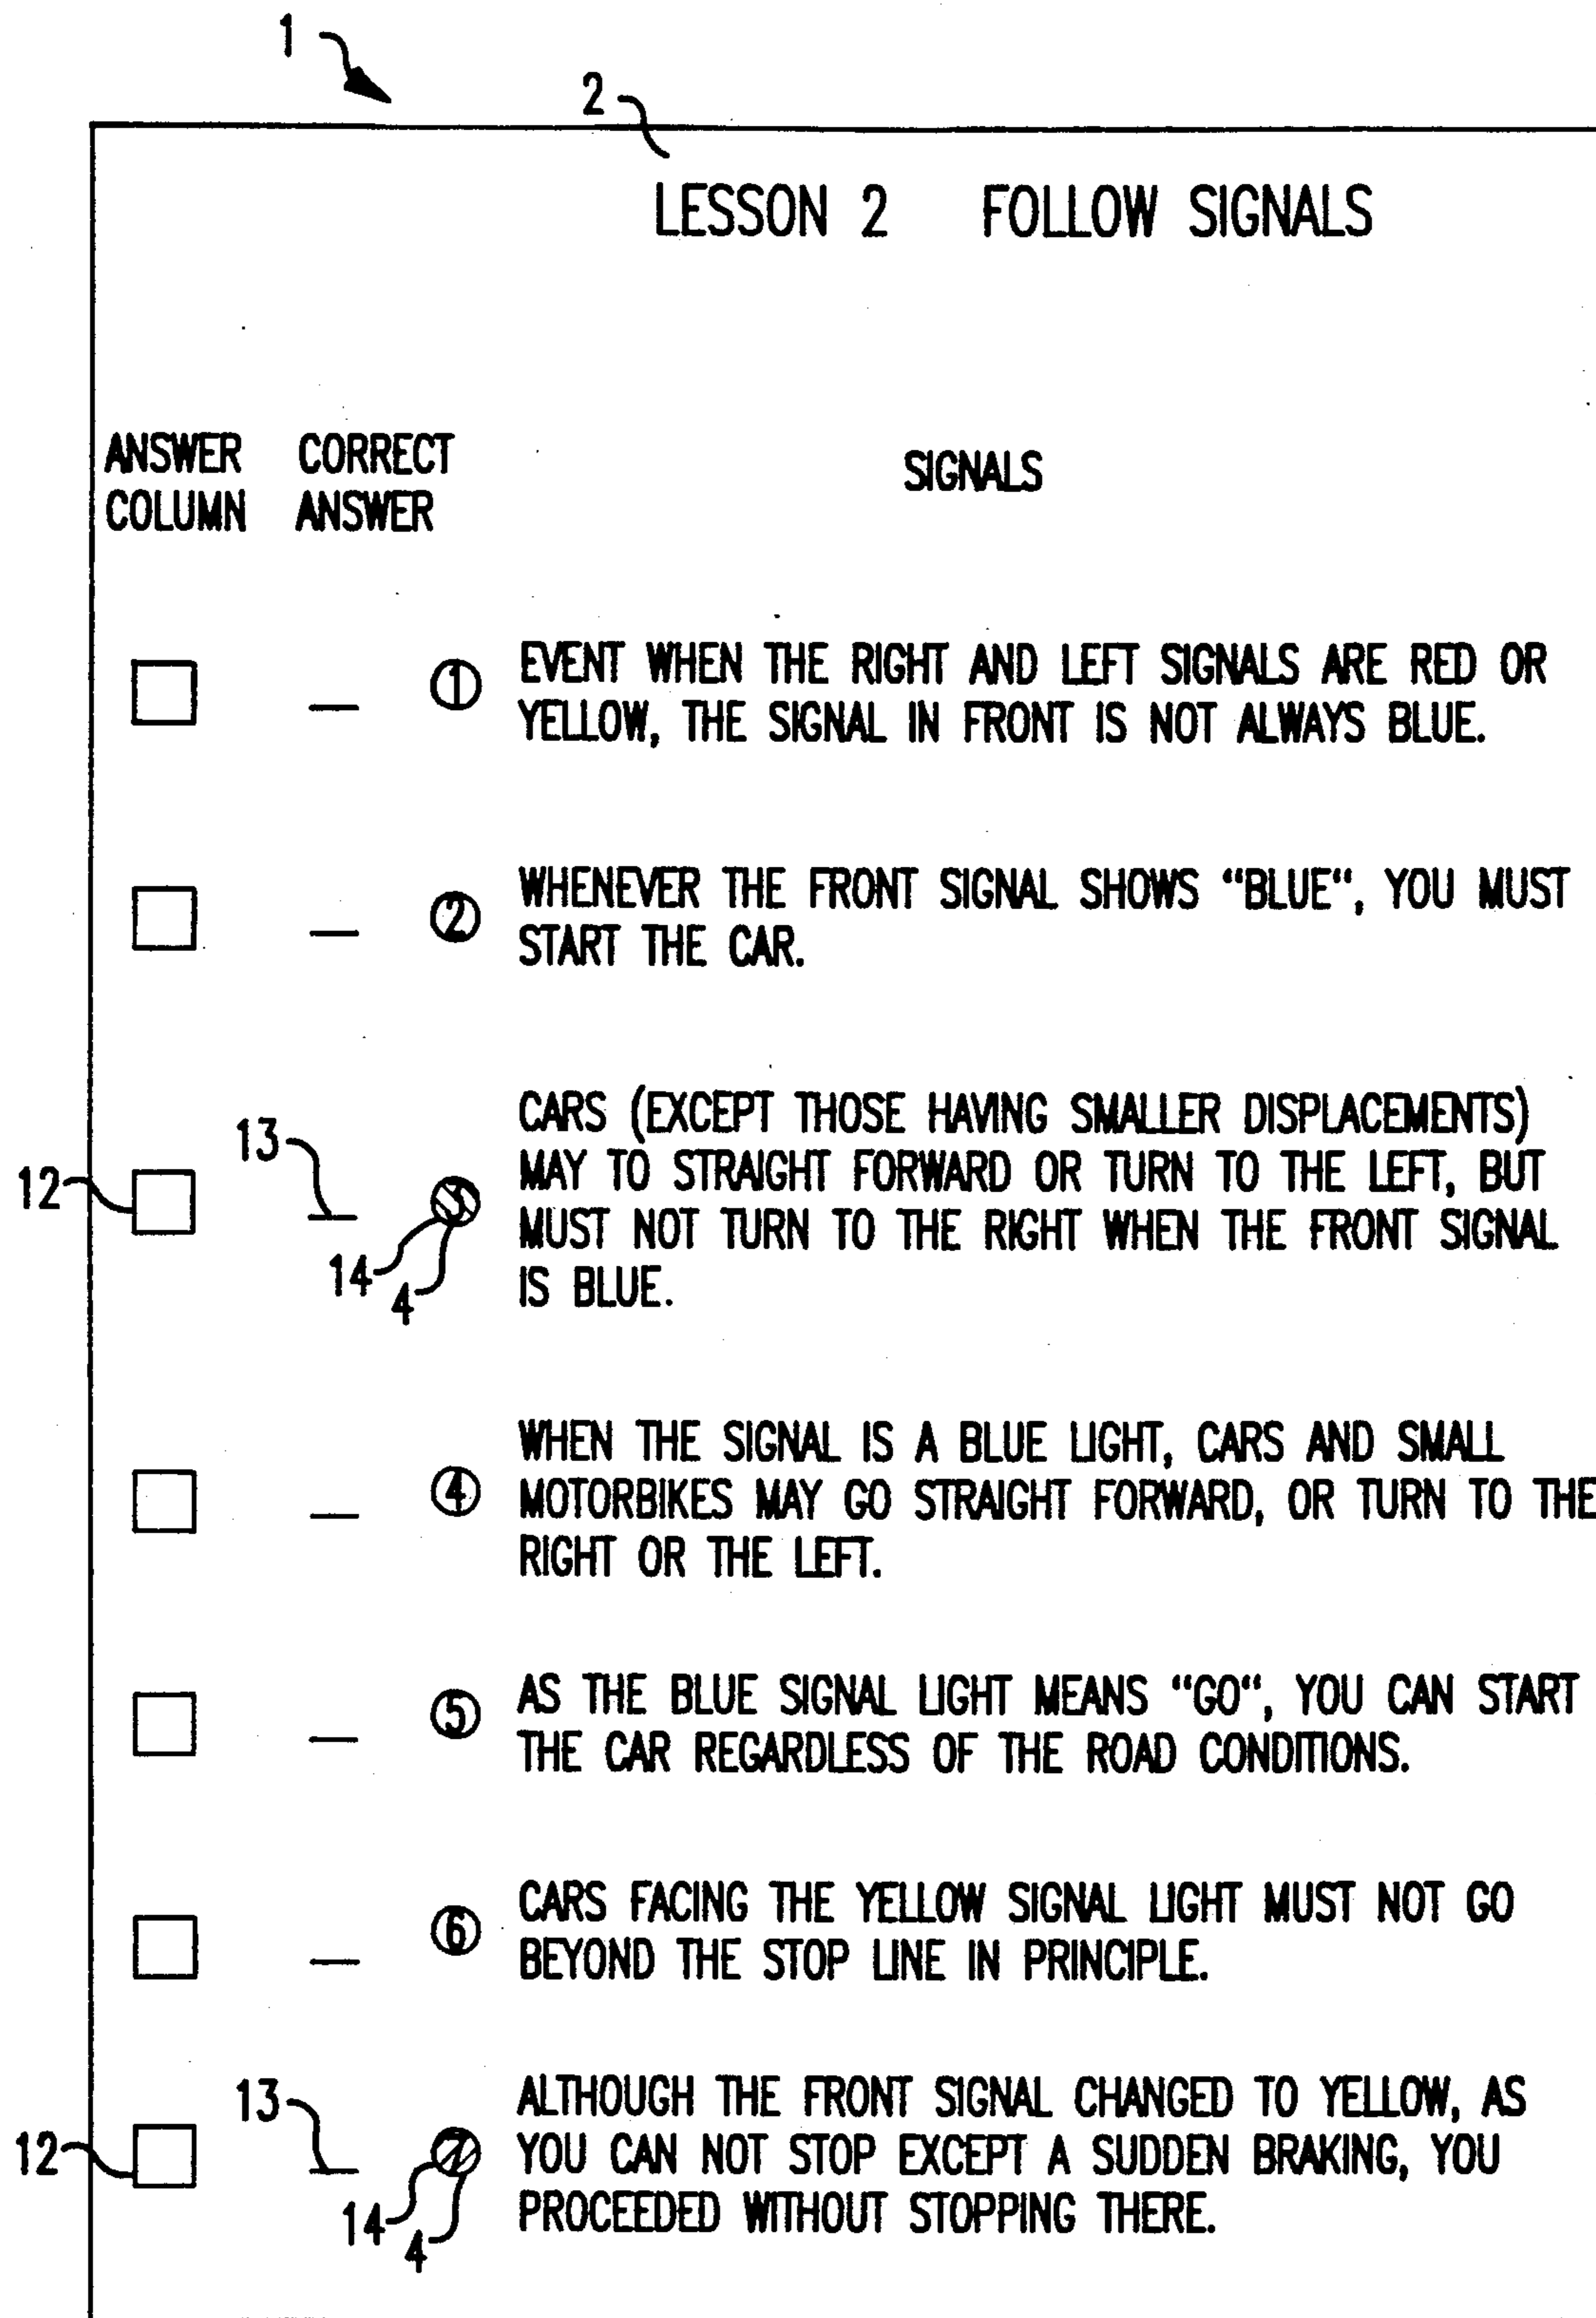 1
2
LESSON 2 FOLLOW SIGNALS
ANSWER COLUMN
CORRECT ANSWER
SIGNALS
① EVENT WHEN THE RIGHT AND LEFT SIGNALS ARE RED OR
YELLOW, THE SIGNAL IN FRONT IS NOT ALWAYS BLUE.
② WHENEVER THE FRONT SIGNAL SHOWS "BLUE", YOU MUST
START THE CAR.
12
13
14
4
③ CARS (EXCEPT THOSE HAVING SMALLER DISPLACEMENTS)
MAY TO STRAIGHT FORWARD OR TURN TO THE LEFT, BUT
MUST NOT TURN TO THE RIGHT WHEN THE FRONT SIGNAL
IS BLUE.
④ WHEN THE SIGNAL IS A BLUE LIGHT, CARS AND SMALL
MOTORBIKES MAY GO STRAIGHT FORWARD, OR TURN TO THE
RIGHT OR THE LEFT.
⑤ AS THE BLUE SIGNAL LIGHT MEANS "GO", YOU CAN START
THE CAR REGARDLESS OF THE ROAD CONDITIONS.
⑥ CARS FACING THE YELLOW SIGNAL LIGHT MUST NOT GO
BEYOND THE STOP LINE IN PRINCIPLE.
12
13
14
4
⑦ ALTHOUGH THE FRONT SIGNAL CHANGED TO YELLOW, AS
YOU CAN NOT STOP EXCEPT A SUDDEN BRAKING, YOU
PROCEEDED WITHOUT STOPPING THERE.